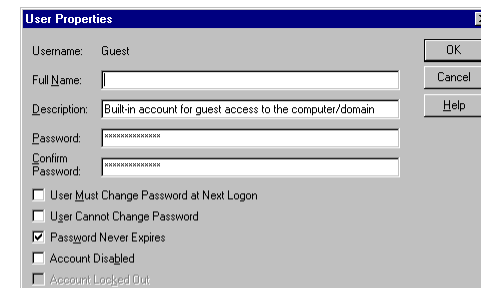 User Properties
Username: Guest OK
Full Name: Cancel
Description: Built-in account for guest access to the computer/domain Help
Password: **************
Confirm
Password: **************
User Must Change Password at Next Logon
User Cannot Change Password
Password Never Expires
Account Disabled
Account Locked Out